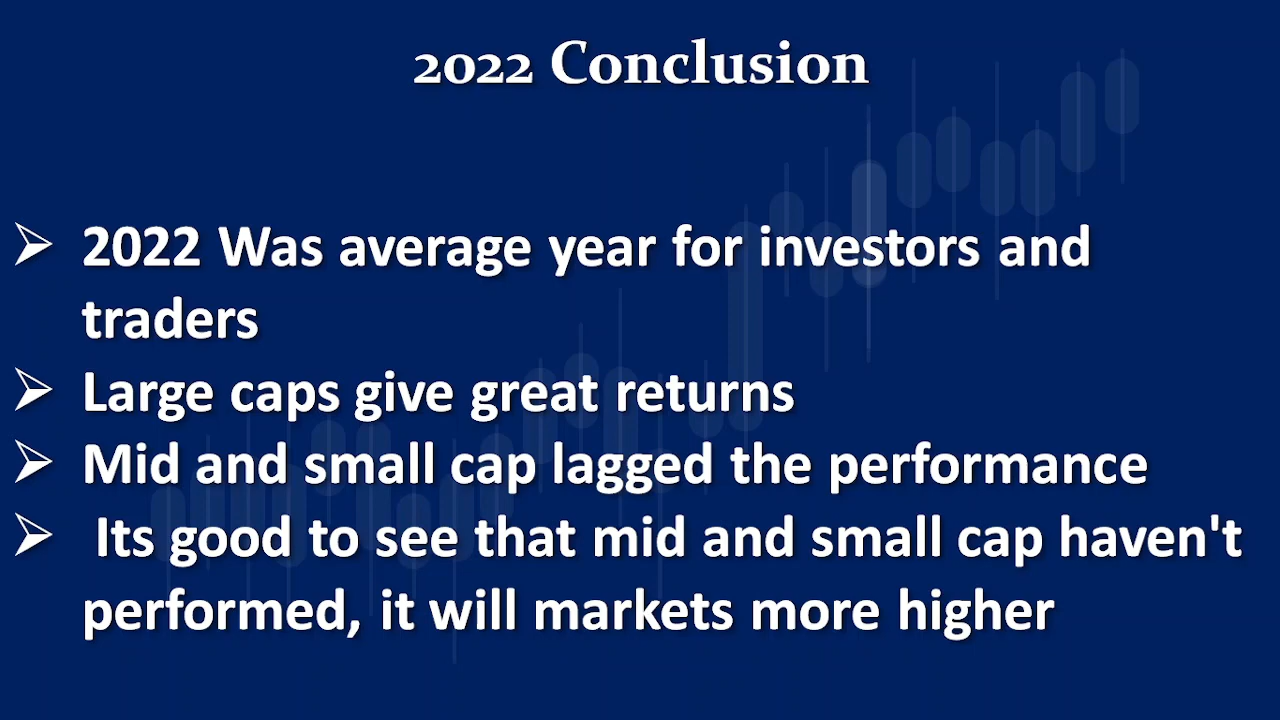 2022 Conclusion
➢ 2022 Was average year for investors and
traders
➢ Large caps give great returns
➢ Mid and small cap lagged the performance
➢ Its good to see that mid and small cap haven't
performed, it will markets more higher